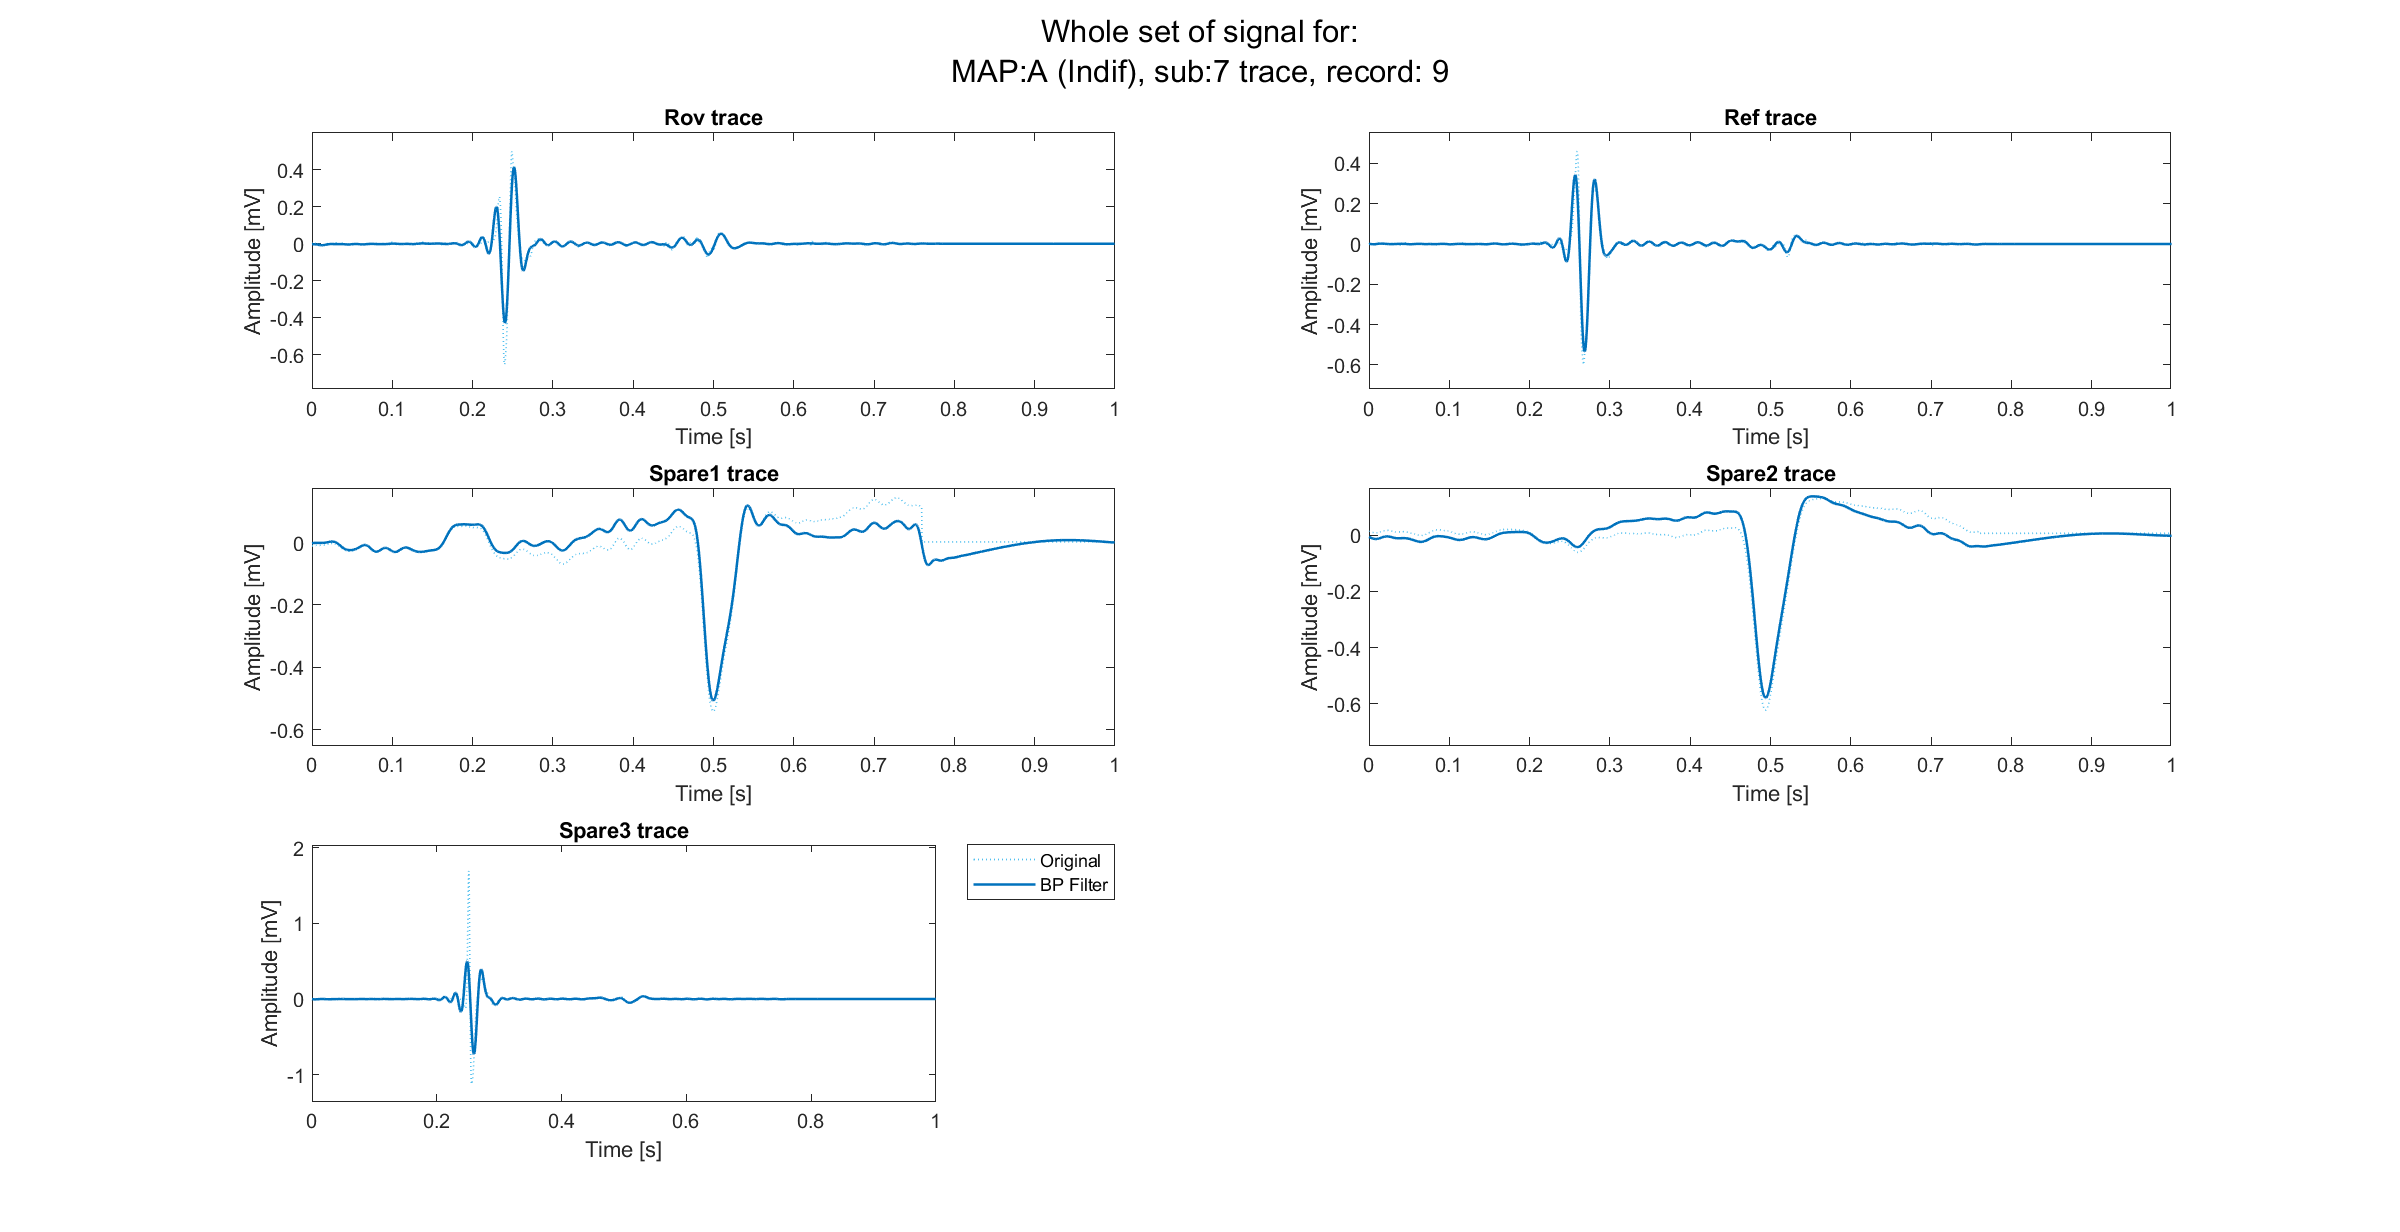 Whole set of signal for:
MAP:A (Indif), sub:7 trace, record: 9
Rov trace
Amplitude [mV]
0.4
0.2
0
-0.2
-0.4
-0.6
0 0.1 0.2 0.3 0.4 0.5 0.6 0.7 0.8 0.9 1
Time [s]
Ref trace
Amplitude [mV]
0.4
0.2
0
-0.2
-0.4
-0.6
0 0.1 0.2 0.3 0.4 0.5 0.6 0.7 0.8 0.9 1
Time [s]
Spare1 trace
Amplitude [mV]
0
-0.2
-0.4
-0.6
0 0.1 0.2 0.3 0.4 0.5 0.6 0.7 0.8 0.9 1
Time [s]
Spare2 trace
Amplitude [mV]
0
-0.2
-0.4
-0.6
0 0.1 0.2 0.3 0.4 0.5 0.6 0.7 0.8 0.9 1
Time [s]
Spare3 trace
Amplitude [mV]
2
1
0
-1
0 0.2 0.4 0.6 0.8 1
Time [s]
Original
BP Filter